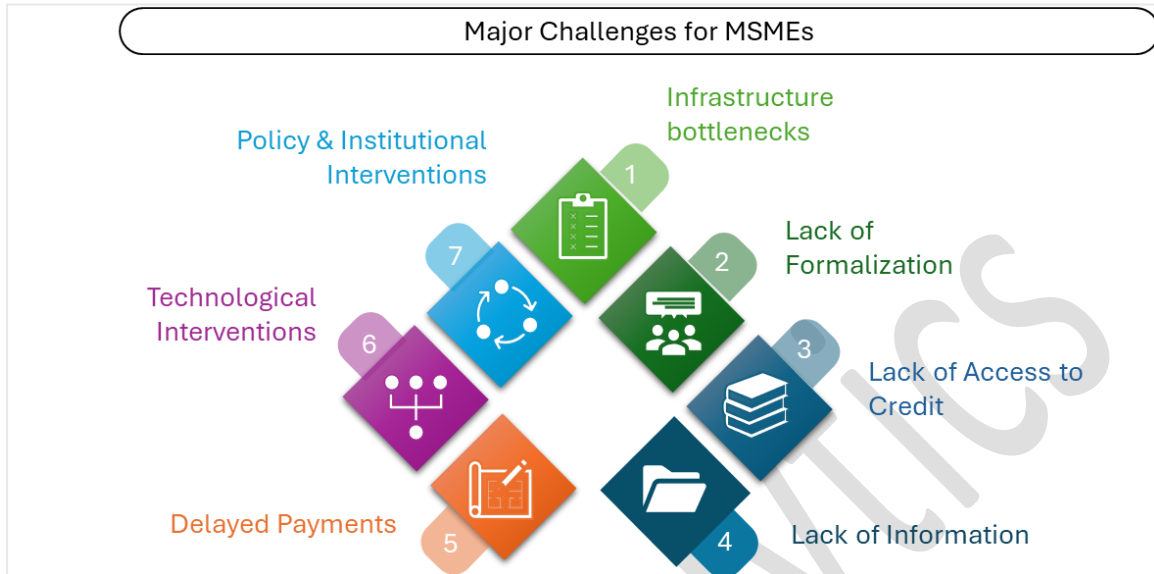 Major Challenges for MSMEs
Infrastructure
bottlenecks
1
Policy & Institutional
Interventions
7
Lack of
Formalization
2
Technological
Interventions
6
Lack of Access to
Credit
3
Delayed Payments
5
Lack of Information
4